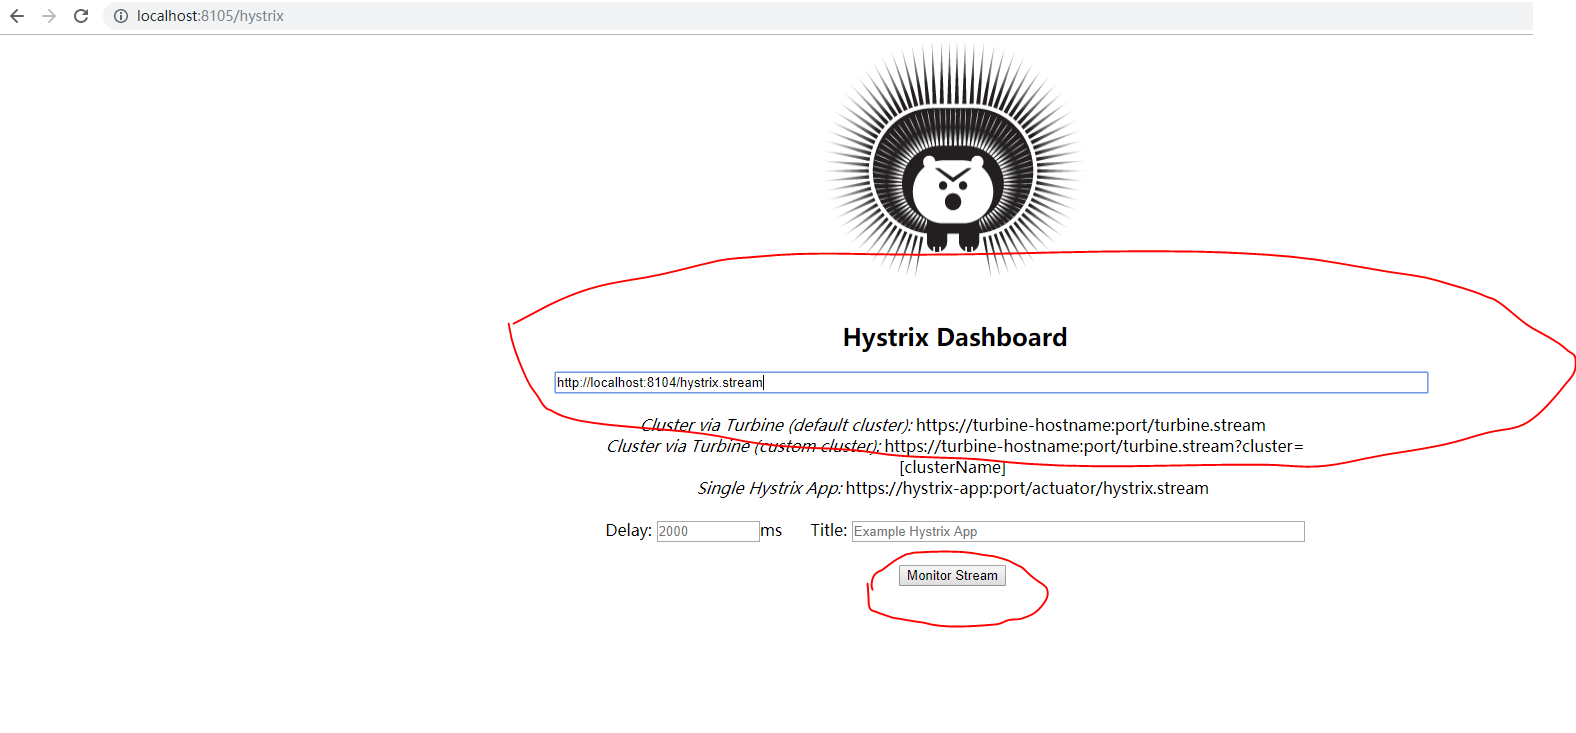 localhost:8105/hystrix
Hystrix Dashboard
http://localhost:8104/hystrix.stream
Cluster via Turbine (default cluster): https://turbine-hostname:port/turbine.stream
Cluster via Turbine (custom cluster): https://turbine-hostname:port/turbine.stream?cluster=
[clusterName]
Single Hystrix App: https://hystrix-app:port/actuator/hystrix.stream
Delay: 2000 ms Title: Example Hystrix App
Monitor Stream